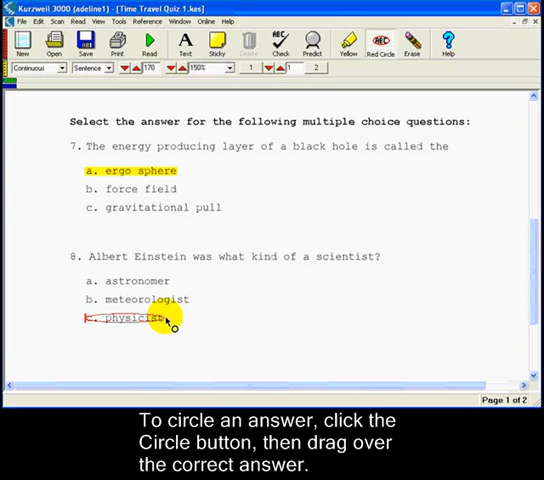 Kurzweil 3000 (adeline1) - [Time Travel Quiz 1.kes]
File Edit Scan Read View Tools Reference Online Window Help
New Open Save Print Read Text Sticky Delete Check Predict Yellow Red Circle Erase Help
Continuous Sentence 170 150% 1 1 2
Select the answer for the following multiple choice questions:
7. The energy producing layer of a black hole is called the
a. ergo sphere
b. force field
c. gravitational pull
8. Albert Einstein was what kind of a scientist?
a. astronomer
b. meteorologist
c. physicist
Page 1 of 2
To circle an answer, click the
Circle button, then drag over
the correct answer.